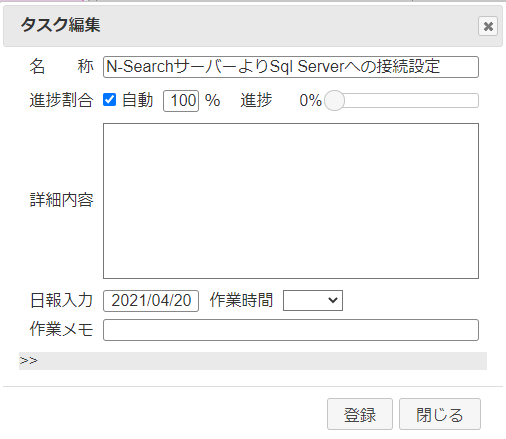 タスク編集
名　　称 N-SearchサーバーよりSql Serverへの接続設定
進捗割合 自動 100 % 進捗 0%
詳細内容
日報入力 2021/04/20 作業時間
作業メモ
>>
登録 閉じる